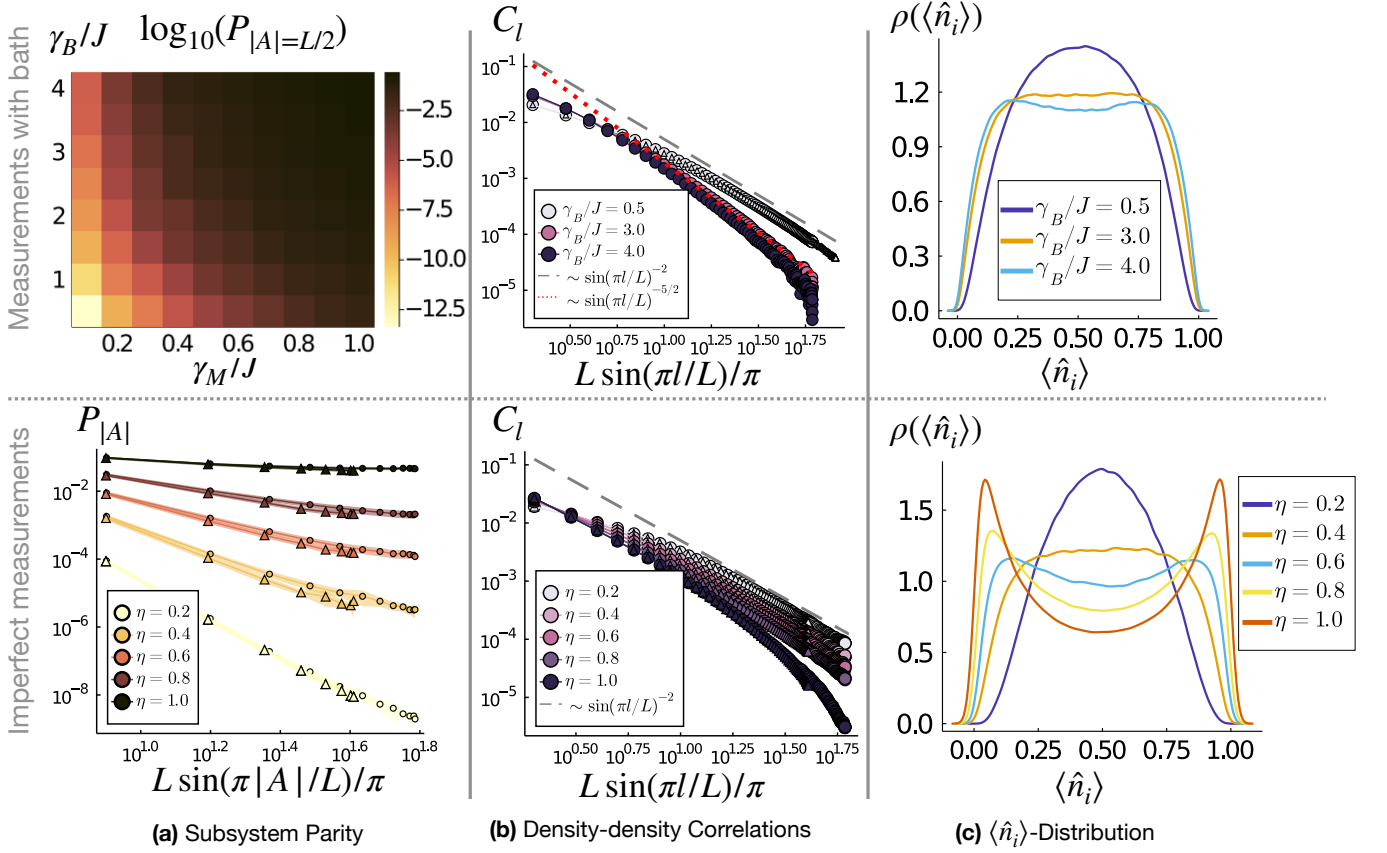 Measurements with bath
γ_B/J log₁₀(P_{|A|=L/2})
4
3
2
1
0.2 0.4 0.6 0.8 1.0
γ_M/J
−2.5
−5.0
−7.5
−10.0
−12.5
C_l
10⁻¹
10⁻²
10⁻³
10⁻⁴
10⁻⁵
γ_B/J = 0.5
γ_B/J = 3.0
γ_B/J = 4.0
∼ sin(πl/L)⁻²
∼ sin(πl/L)^{−5/2}
10^{0.50} 10^{0.75} 10^{1.00} 10^{1.25} 10^{1.50} 10^{1.75}
L sin(πl/L)/π
ρ(⟨n̂_i⟩)
1.2
0.9
0.6
0.3
0.0
γ_B/J = 0.5
γ_B/J = 3.0
γ_B/J = 4.0
0.00 0.25 0.50 0.75 1.00
⟨n̂_i⟩
Imperfect measurements
P_{|A|}
10⁻²
10⁻⁴
10⁻⁶
10⁻⁸
η = 0.2
η = 0.4
η = 0.6
η = 0.8
η = 1.0
10^{1.0} 10^{1.2} 10^{1.4} 10^{1.6} 10^{1.8}
L sin(π|A|/L)/π
C_l
10⁻¹
10⁻²
10⁻³
10⁻⁴
10⁻⁵
η = 0.2
η = 0.4
η = 0.6
η = 0.8
η = 1.0
∼ sin(πl/L)⁻²
10^{0.50} 10^{0.75} 10^{1.00} 10^{1.25} 10^{1.50} 10^{1.75}
L sin(πl/L)/π
ρ(⟨n̂_i⟩)
1.5
1.0
0.5
0.0
η = 0.2
η = 0.4
η = 0.6
η = 0.8
η = 1.0
0.00 0.25 0.50 0.75 1.00
⟨n̂_i⟩
(a) Subsystem Parity
(b) Density-density Correlations
(c) ⟨n̂_i⟩-Distribution